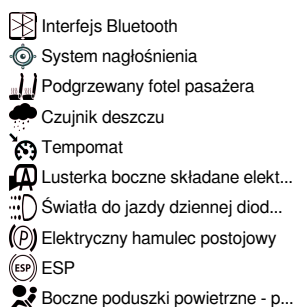 Interfejs Bluetooth
System nagłośnienia
Podgrzewany fotel pasażera
Czujnik deszczu
Tempomat
A Lusterka boczne składane elekt...
Światła do jazdy dziennej diod...
(P) Elektryczny hamulec postojowy
ESP ESP
Boczne poduszki powietrzne - p...